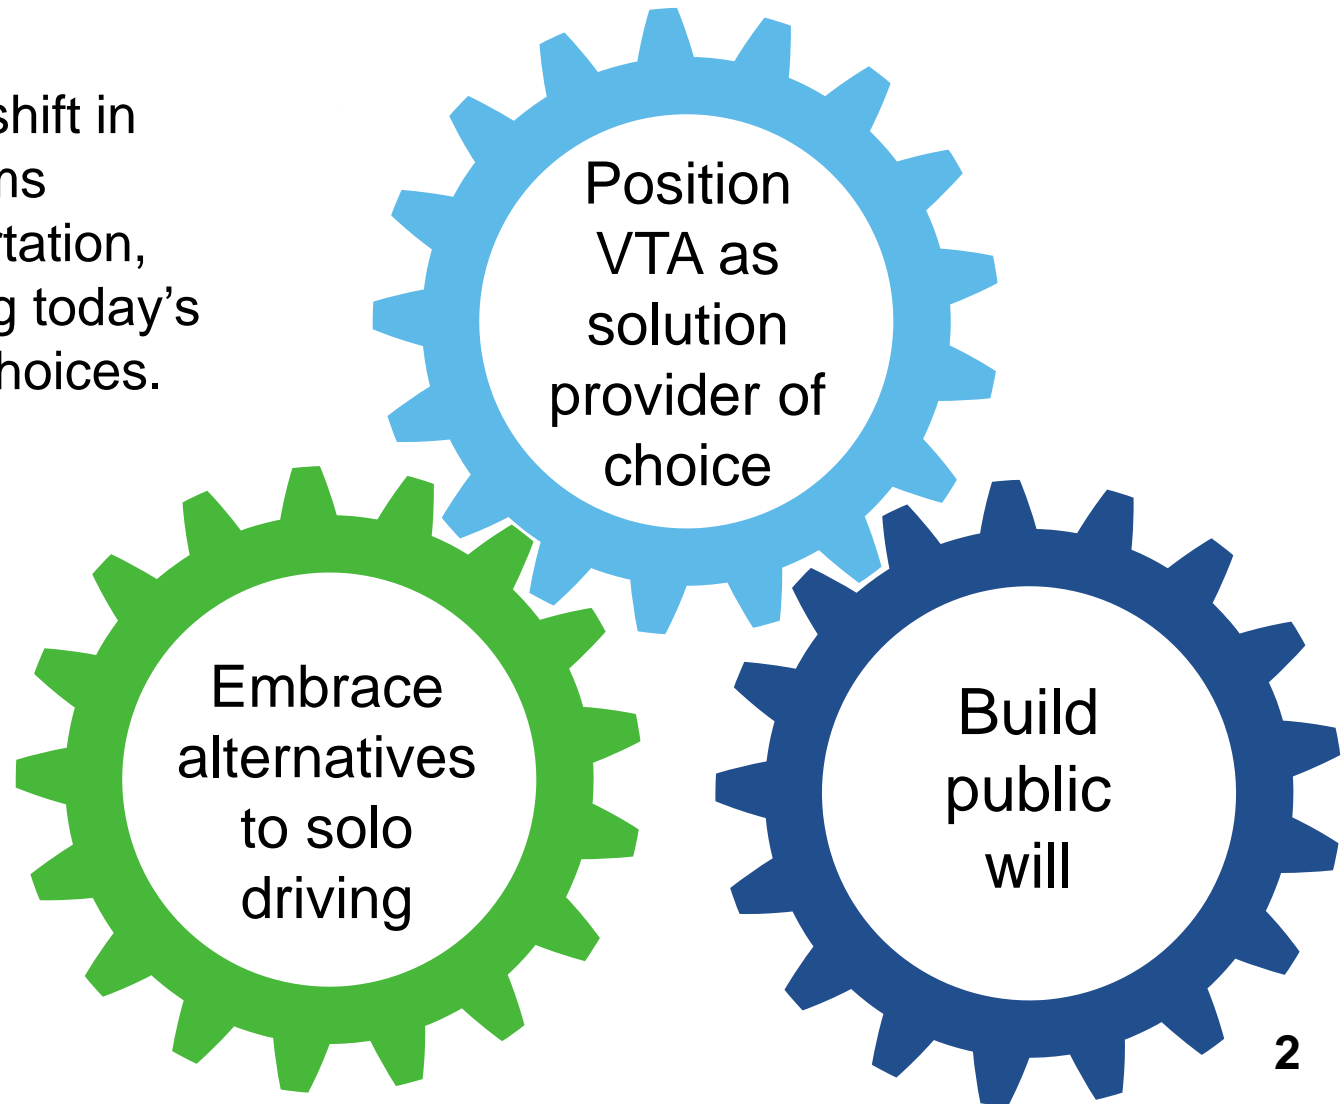 shift in
ns
rtation,
g today’s
hoices.
Position
VTA as
solution
provider of
choice
Embrace
alternatives
to solo
driving
Build
public
will
2